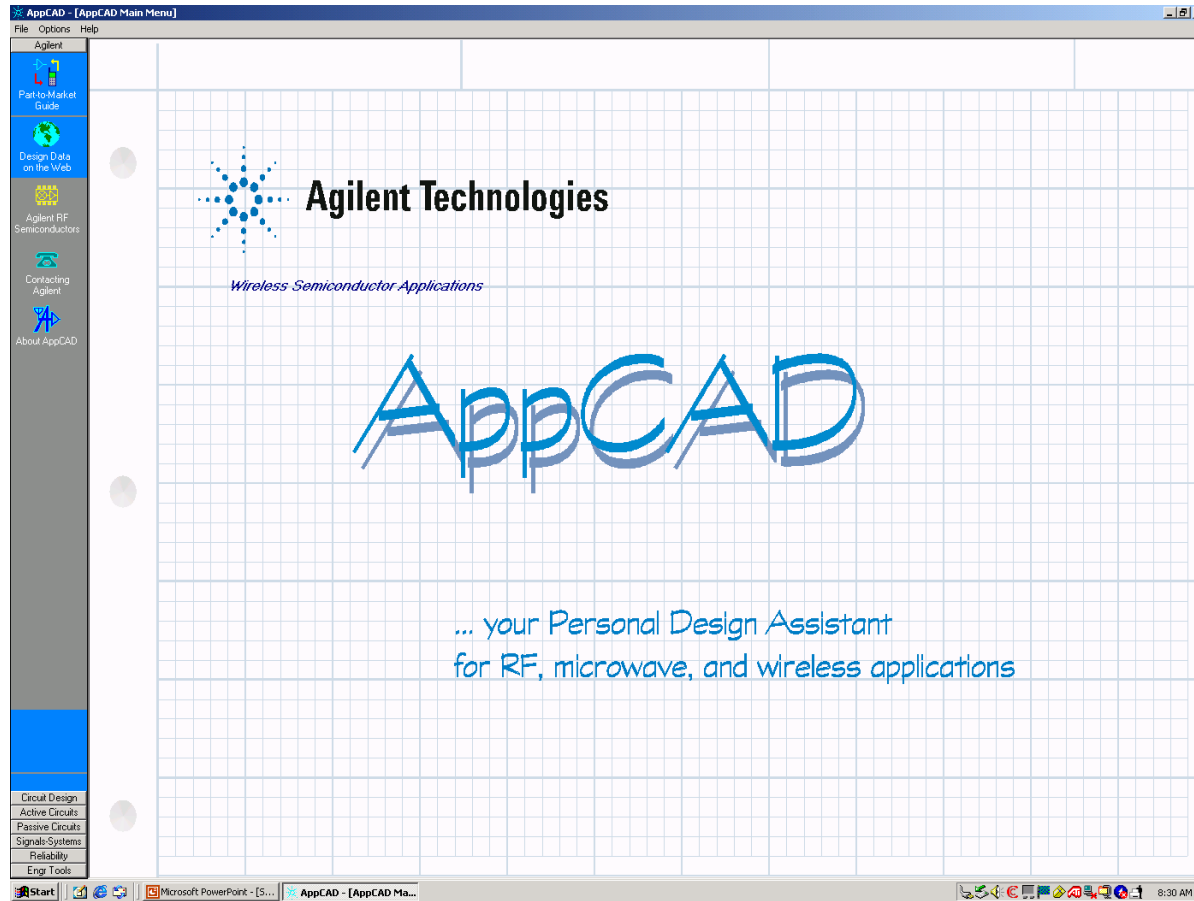 AppCAD - [AppCAD Main Menu]
File Options Help
Agilent
Part-to-Market
Guide
Design Data
on the Web
Agilent RF
Semiconductors
Contacting
Agilent
About AppCAD
Agilent Technologies
Wireless Semiconductor Applications
AppCAD
... your Personal Design Assistant
for RF, microwave, and wireless applications
Circuit Design
Active Circuits
Passive Circuits
Signals-Systems
Reliability
Engr Tools
Start
Microsoft PowerPoint - [S...
AppCAD - [AppCAD Ma...
8:30 AM